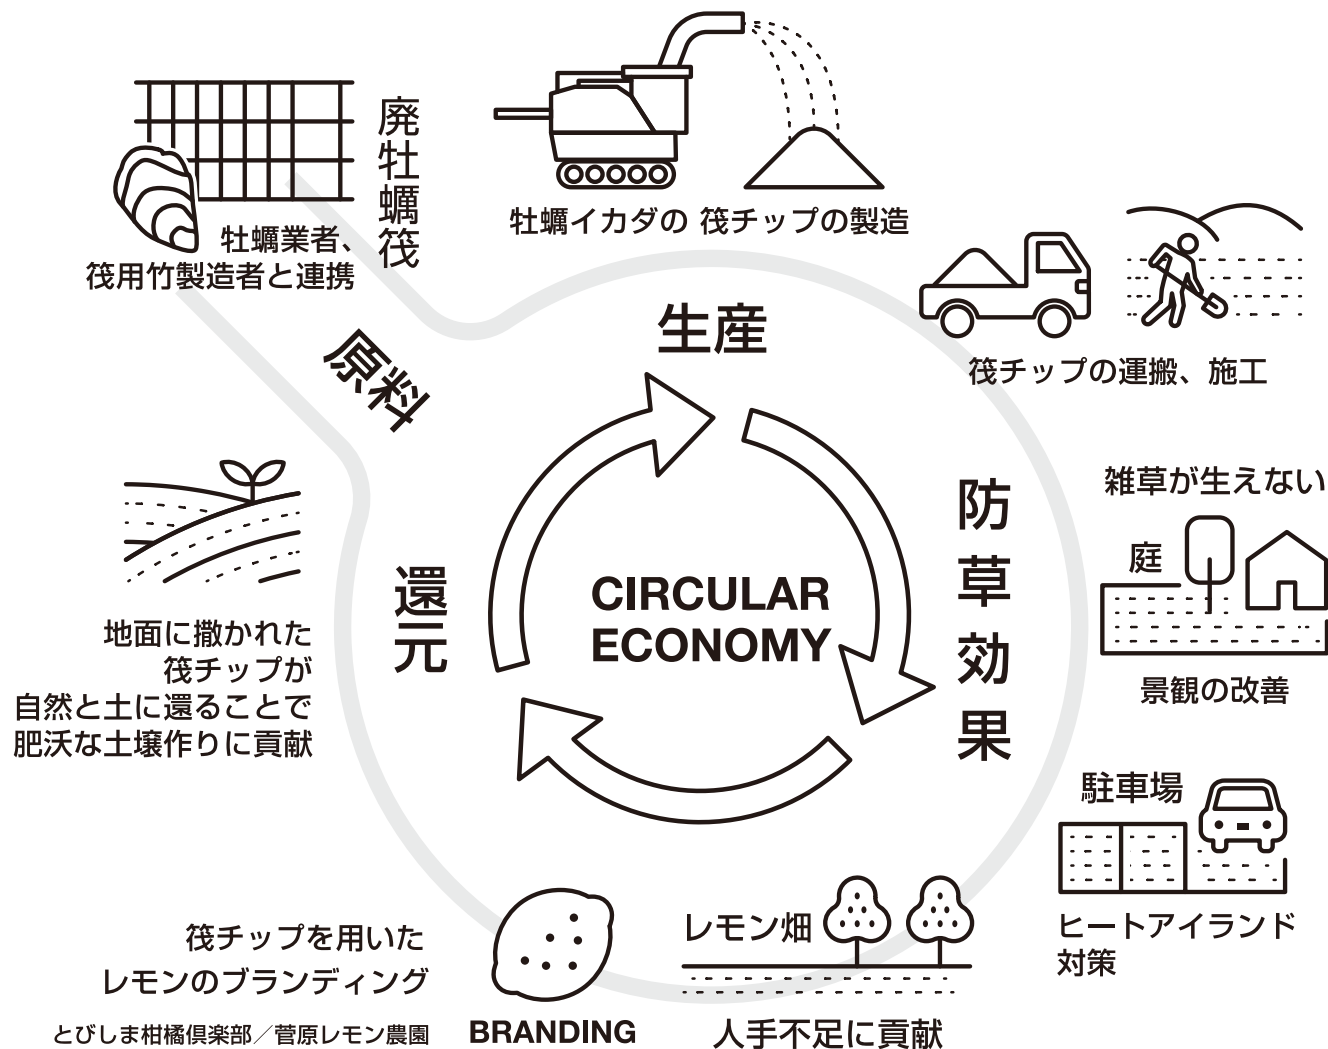 廃牡蠣筏
牡蠣業者、
筏用竹製造者と連携
原料
牡蠣イカダの 筏チップの製造
生産
筏チップの運搬、施工
防草効果
雑草が生えない
庭
景観の改善
駐車場
ヒートアイランド
対策
レモン畑
人手不足に貢献
BRANDING
筏チップを用いた
レモンのブランディング
とびしま柑橘倶楽部／菅原レモン農園
還元
地面に撒かれた
筏チップが
自然と土に還ることで
肥沃な土壌作りに貢献
CIRCULAR
ECONOMY